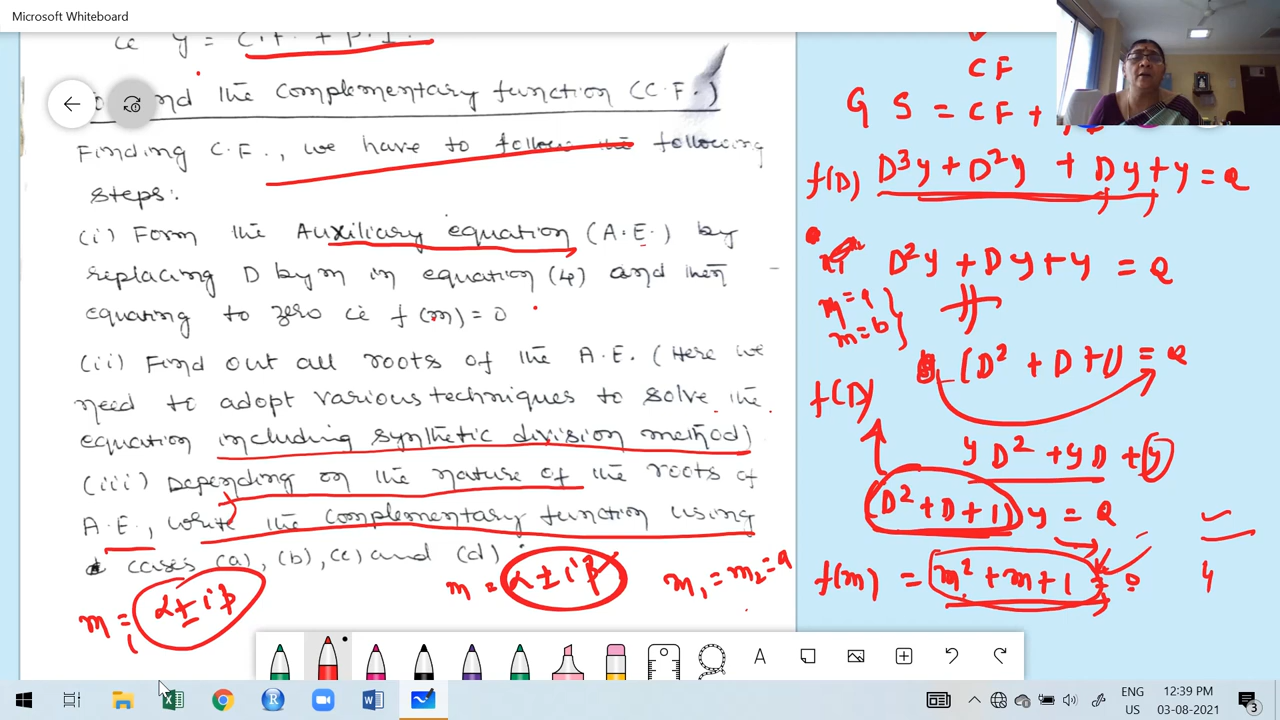 Microsoft Whiteboard
ie y = C.F. + P.I.
ind the complementary function (C.F.)
Finding C.F., we have to follow the following
steps:
(i) Form the Auxiliary equation (A.E.) by
replacing D by m in equation (4) and then
equating to zero ie f(m) = 0
(ii) Find out all roots of the A.E. (Here we
need to adopt various techniques to solve the
equation including synthetic division method)
(iii) Depending on the nature of the roots of
A.E., write the complementary function using
cases (a), (b), (c) and (d).
m = α ± iβ
m = α ± iβ
m₁ = m₂ = a
CF
G S = CF +
f(D) D³y + D²y + Dy + y = Q
D²y + Dy + y = Q
m = a
m = b
(D² + D + 1) = Q
f(D)
y D² + y D + y
(D² + D + 1) y = Q
f(m) = m² + m + 1 = 0
4
A
ENG
US
12:39 PM
03-08-2021
3